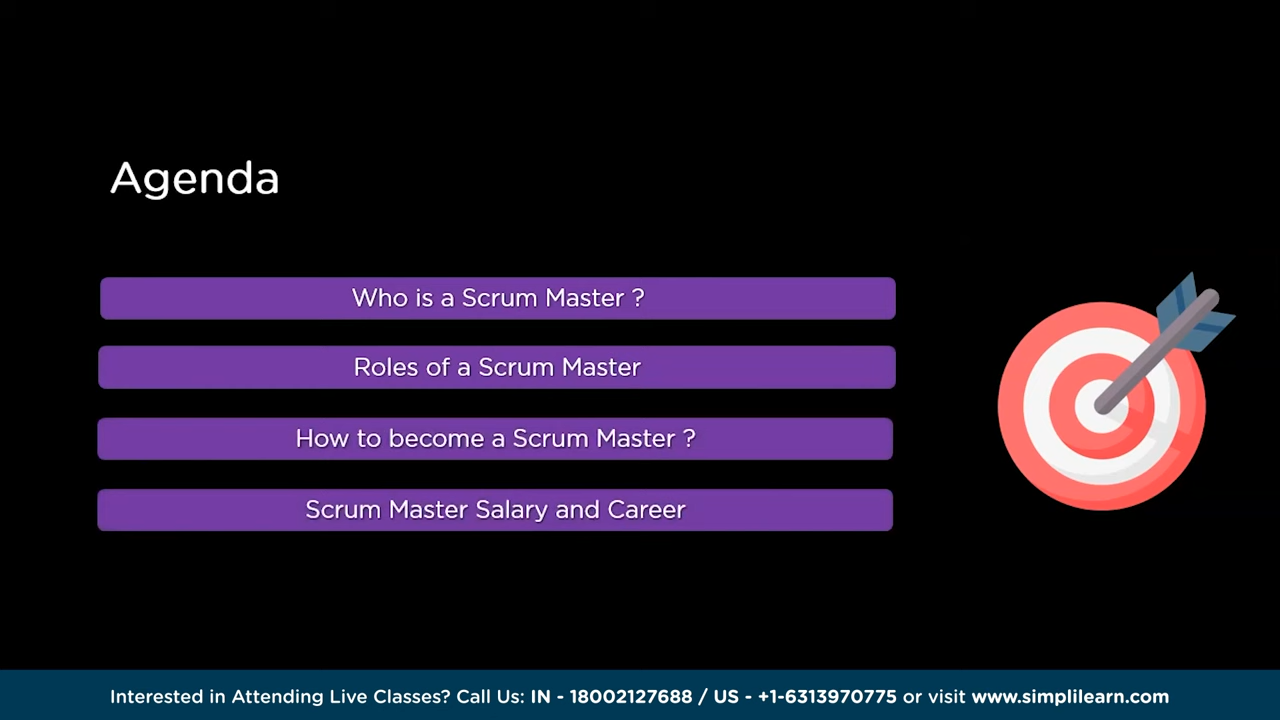 Agenda
Who is a Scrum Master ?
Roles of a Scrum Master
How to become a Scrum Master ?
Scrum Master Salary and Career
Interested in Attending Live Classes? Call Us: IN - 18002127688 / US - +1-6313970775 or visit www.simplilearn.com